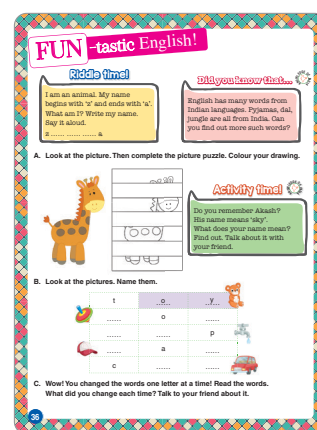 FUN -tastic English!
Riddle time!
I am an animal. My name
begins with ‘z’ and ends with ‘a’.
What am I? Write my name.
Say it aloud.
z ...... ...... ...... a
Did you know that...
English has many words from
Indian languages. Pyjamas, dal,
jungle are all from India. Can
you find out more such words?
A. Look at the picture. Then complete the picture puzzle. Colour your drawing.
Activity time!
Do you remember Akash?
His name means ‘sky’.
What does your name mean?
Find out. Talk about it with
your friend.
B. Look at the pictures. Name them.
t o y
...... o ......
...... ...... p
...... a ......
c ...... ......
C. Wow! You changed the words one letter at a time! Read the words.
What did you change each time? Talk to your friend about it.
36